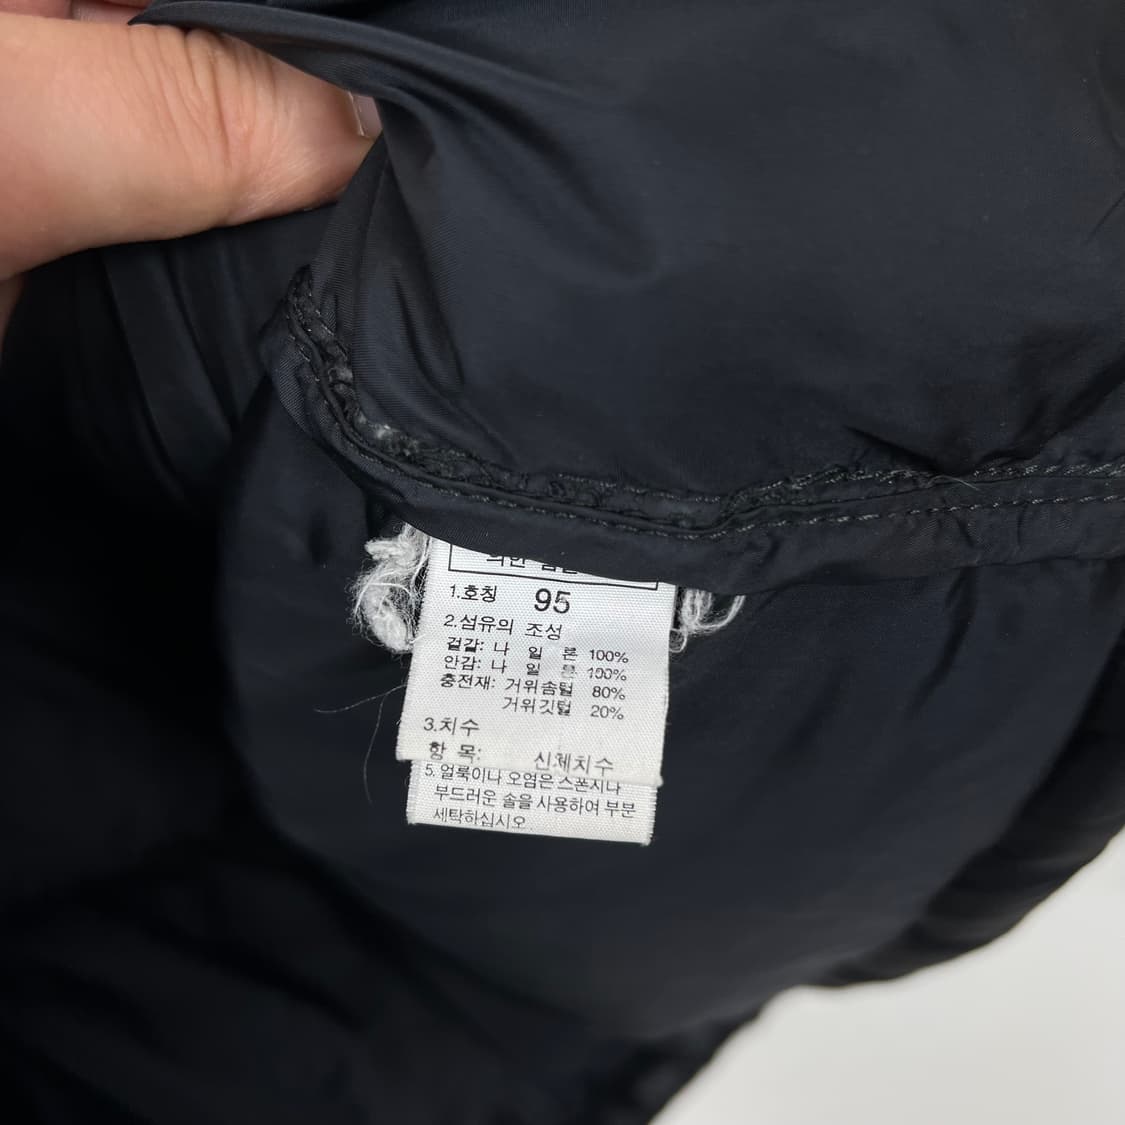 1.호칭 95
2.섬유의 조성
겉감: 나 일 론 100%
안감: 나 일 론 100%
충전재: 거위솜털 80%
거위깃털 20%
3.치수
항 목: 신체치수
5. 얼룩이나 오염은 스폰지나
부드러운 솔을 사용하여 부분
세탁하십시오